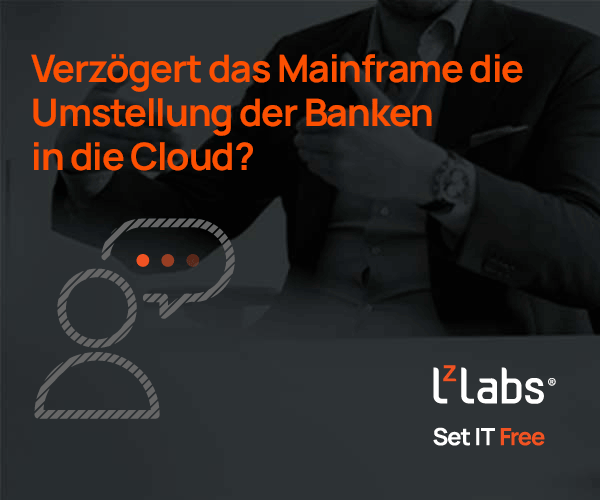 Verzögert das Mainframe die
Umstellung der Banken
in die Cloud?
lzlabs®
Set IT Free